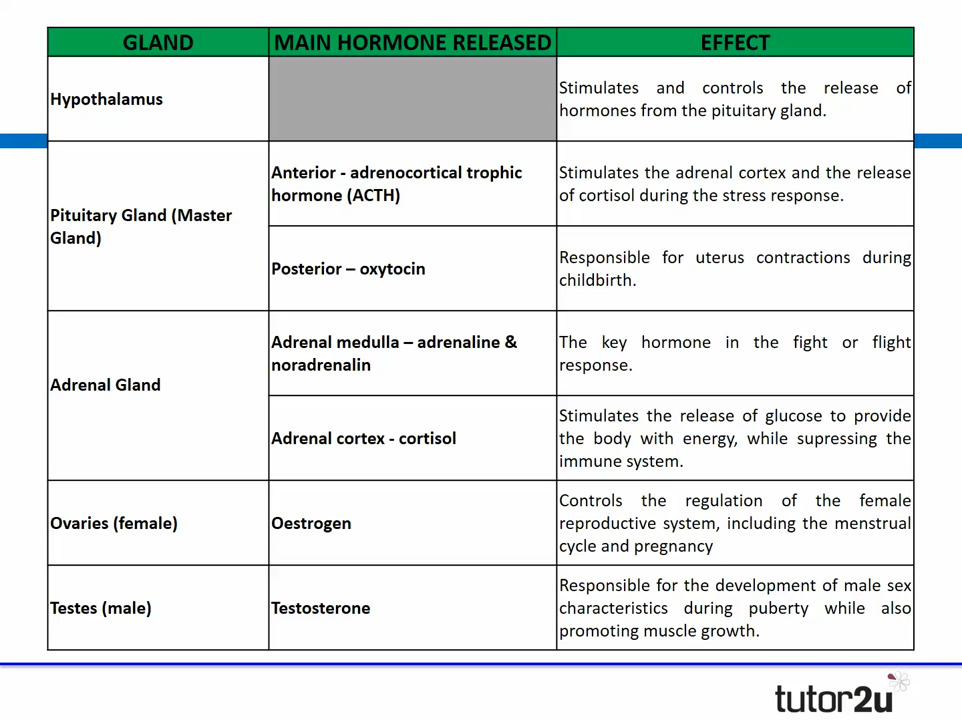 GLAND
MAIN HORMONE RELEASED
EFFECT
Hypothalamus
Stimulates and controls the release of
hormones from the pituitary gland.
Pituitary Gland (Master
Gland)
Anterior - adrenocortical trophic
hormone (ACTH)
Stimulates the adrenal cortex and the release
of cortisol during the stress response.
Posterior – oxytocin
Responsible for uterus contractions during
childbirth.
Adrenal Gland
Adrenal medulla – adrenaline &
noradrenalin
The key hormone in the fight or flight
response.
Adrenal cortex - cortisol
Stimulates the release of glucose to provide
the body with energy, while supressing the
immune system.
Ovaries (female)
Oestrogen
Controls the regulation of the female
reproductive system, including the menstrual
cycle and pregnancy
Testes (male)
Testosterone
Responsible for the development of male sex
characteristics during puberty while also
promoting muscle growth.
tutor2u